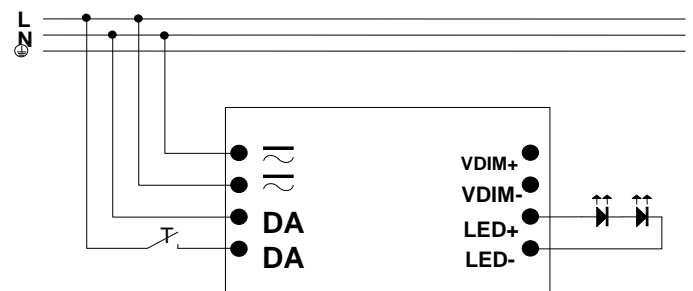 L
N
VDIM+
VDIM-
DA
LED+
DA
LED-